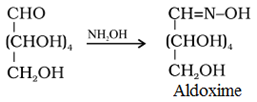 CHO CH=N–OH
(CHOH)₄ NH₂OH (CHOH)₄
CH₂OH CH₂OH
Aldoxime